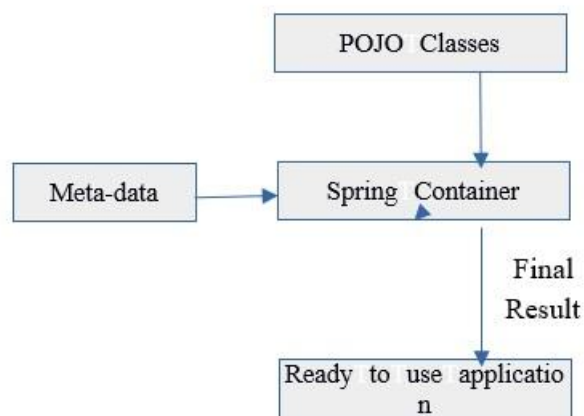 POJO Classes
Meta-data
Spring Container
Final
Result
Ready to use applicatio
n